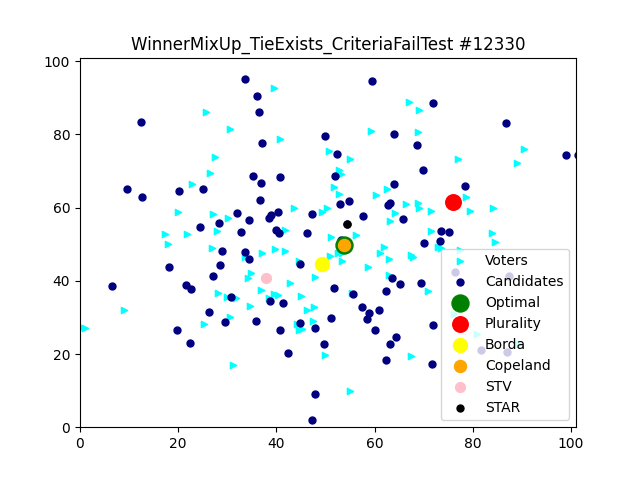 WinnerMixUp_TieExists_CriteriaFailTest #12330
100
80
60
40
20
0
0 20 40 60 80 100
Voters
Candidates
Optimal
Plurality
Borda
Copeland
STV
STAR